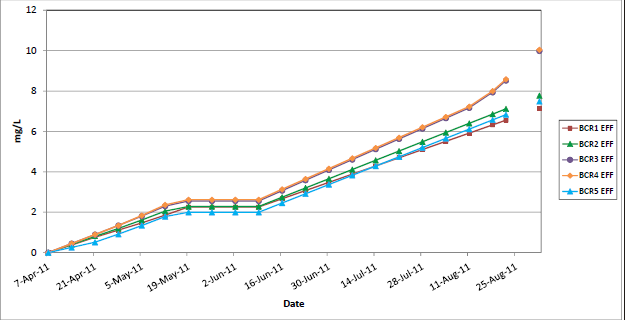 12
10
8
6
4
2
0
mg/L
7-Apr-11
21-Apr-11
5-May-11
19-May-11
2-Jun-11
16-Jun-11
30-Jun-11
14-Jul-11
28-Jul-11
11-Aug-11
25-Aug-11
Date
BCR1 EFF
BCR2 EFF
BCR3 EFF
BCR4 EFF
BCR5 EFF